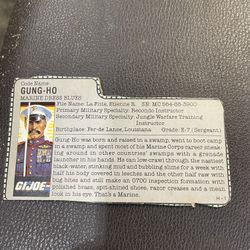 Code Name:
GUNG-HO
MARINE DRESS BLUES
File Name: La Fitte, Etienne R. SN: MC 564-55-3900
Primary Military Specialty: Recondo Instructor
Secondary Military Specialty: Jungle Warfare Training
Instructor
Birthplace: Fer-de-Lance, Louisiana Grade: E-7 (Sergeant)
Gung-Ho was born and raised in a swamp, went to boot camp
in a swamp and spent most of his Marine Corps career sneak-
ing around in other countries' swamps with a grenade
launcher in his hands. He can low-crawl through the nastiest
black-water, stinking mud and bubbling slime for a week with
half his body covered in leeches and the other half raw with
bug bites and still make an 0700 inspection formation with
polished brass, spit-shined shoes, razor creases and a mean
look in his eye. That's a Marine.
GI JOE